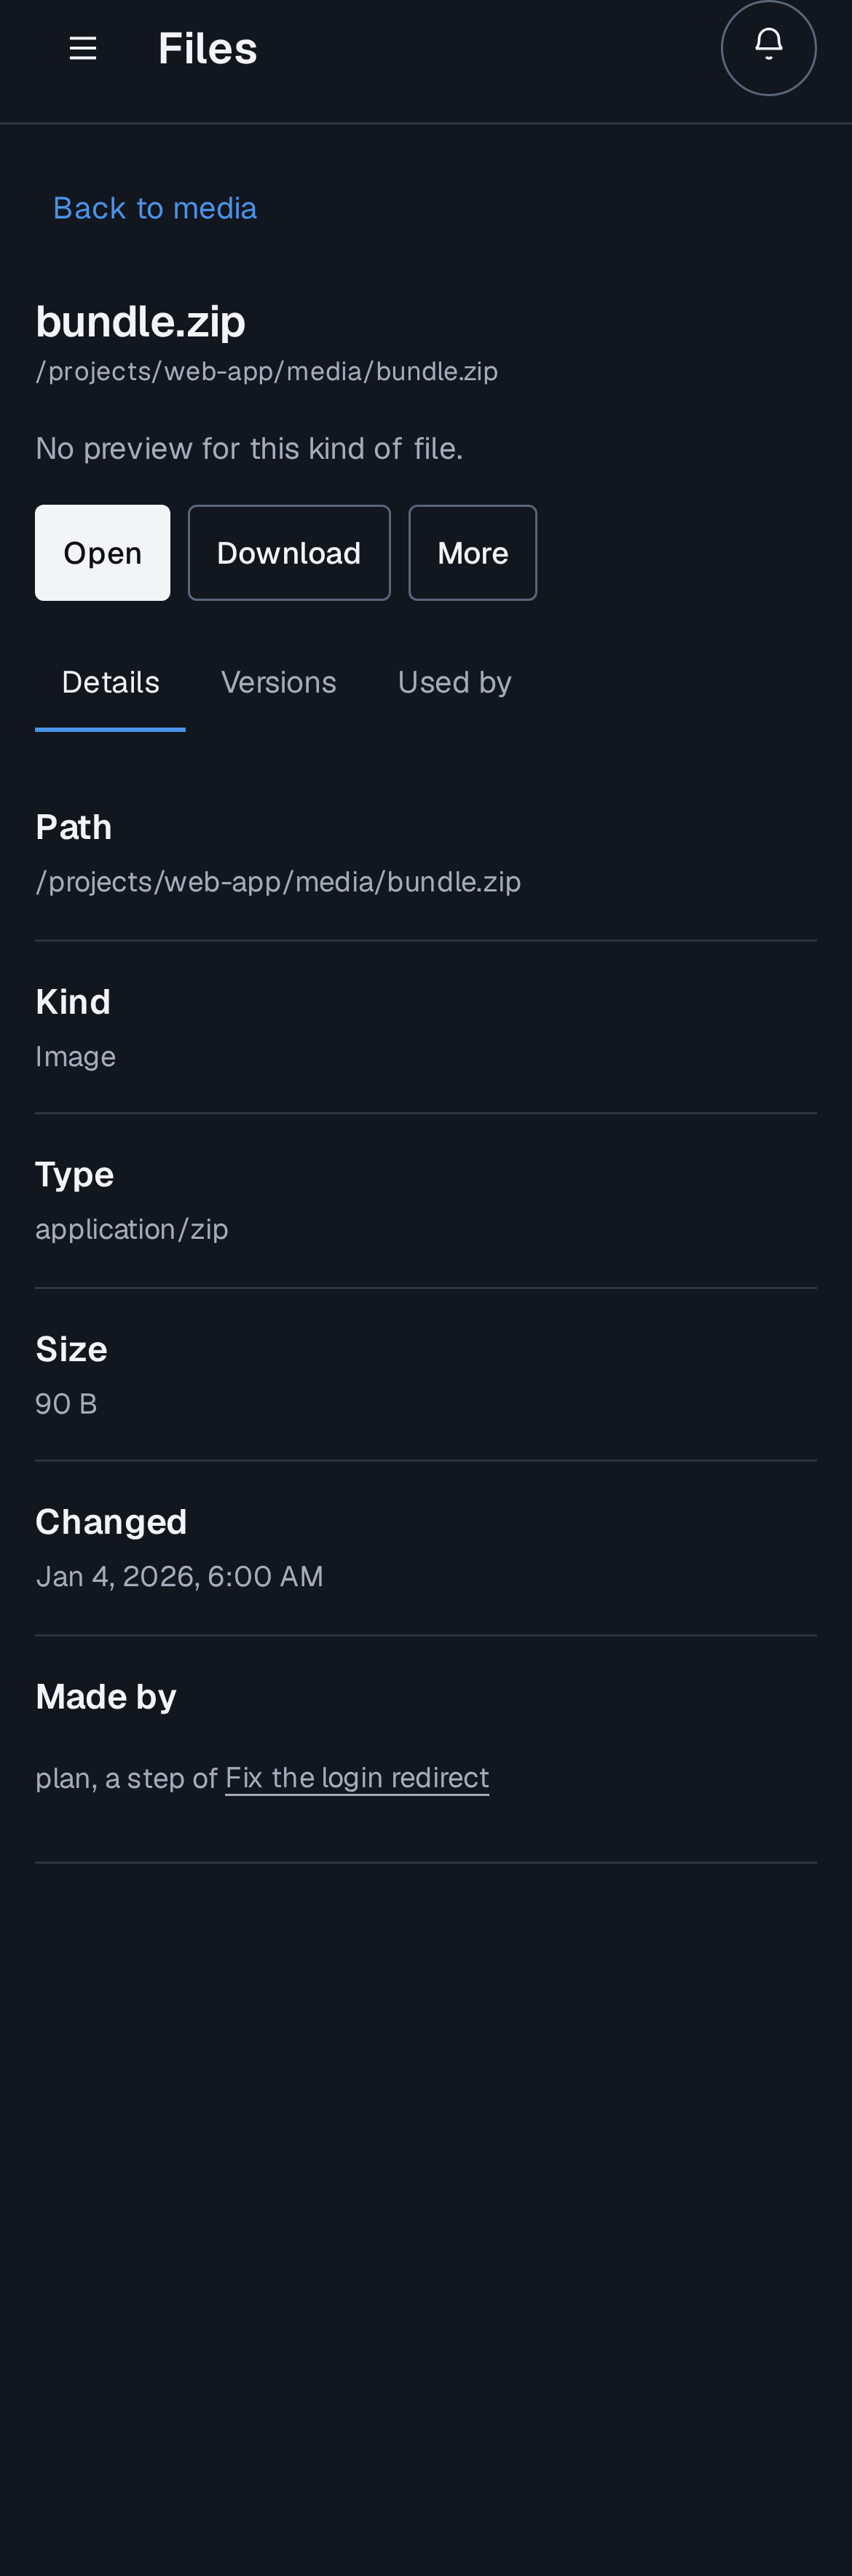 Files
Back to media
bundle.zip
/projects/web-app/media/bundle.zip
No preview for this kind of file.
Open Download More
Details Versions Used by
Path
/projects/web-app/media/bundle.zip
Kind
Image
Type
application/zip
Size
90 B
Changed
Jan 4, 2026, 6:00 AM
Made by
plan, a step of Fix the login redirect